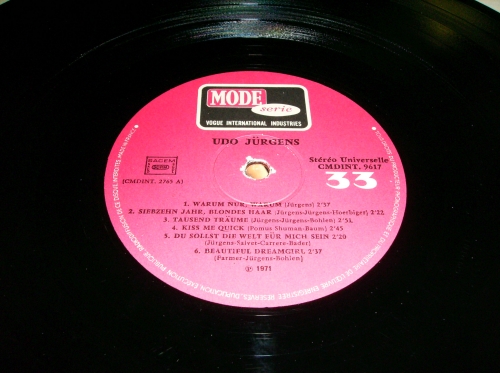 MODE
serie
VOGUE INTERNATIONAL INDUSTRIES
UDO JÜRGENS
SACEM
Stéréo Universelle
CMDINT. 9617
33
(CMDINT. 2765 A)
1. WARUM NUR, WARUM (Jürgens) 2'57
2. SIEBZEHN JAHR, BLONDES HAAR (Jürgen-Jürgens-Hoerbiger) 2'22
3. TAUSEND TRÄUME (Jürgens-Jürgens-Bohlen) 2'51
4. KISS ME QUICK (Pomus Shuman-Baum) 2'45
5. DU SOLLST DIE WELT FÜR MICH SEIN 2'20
(Jürgens-Saivet-Carrere-Bader)
6. BEAUTIFUL DREAMGIRL 2'37
(Parmer-Jürgens-Bohlen)
℗ 1971